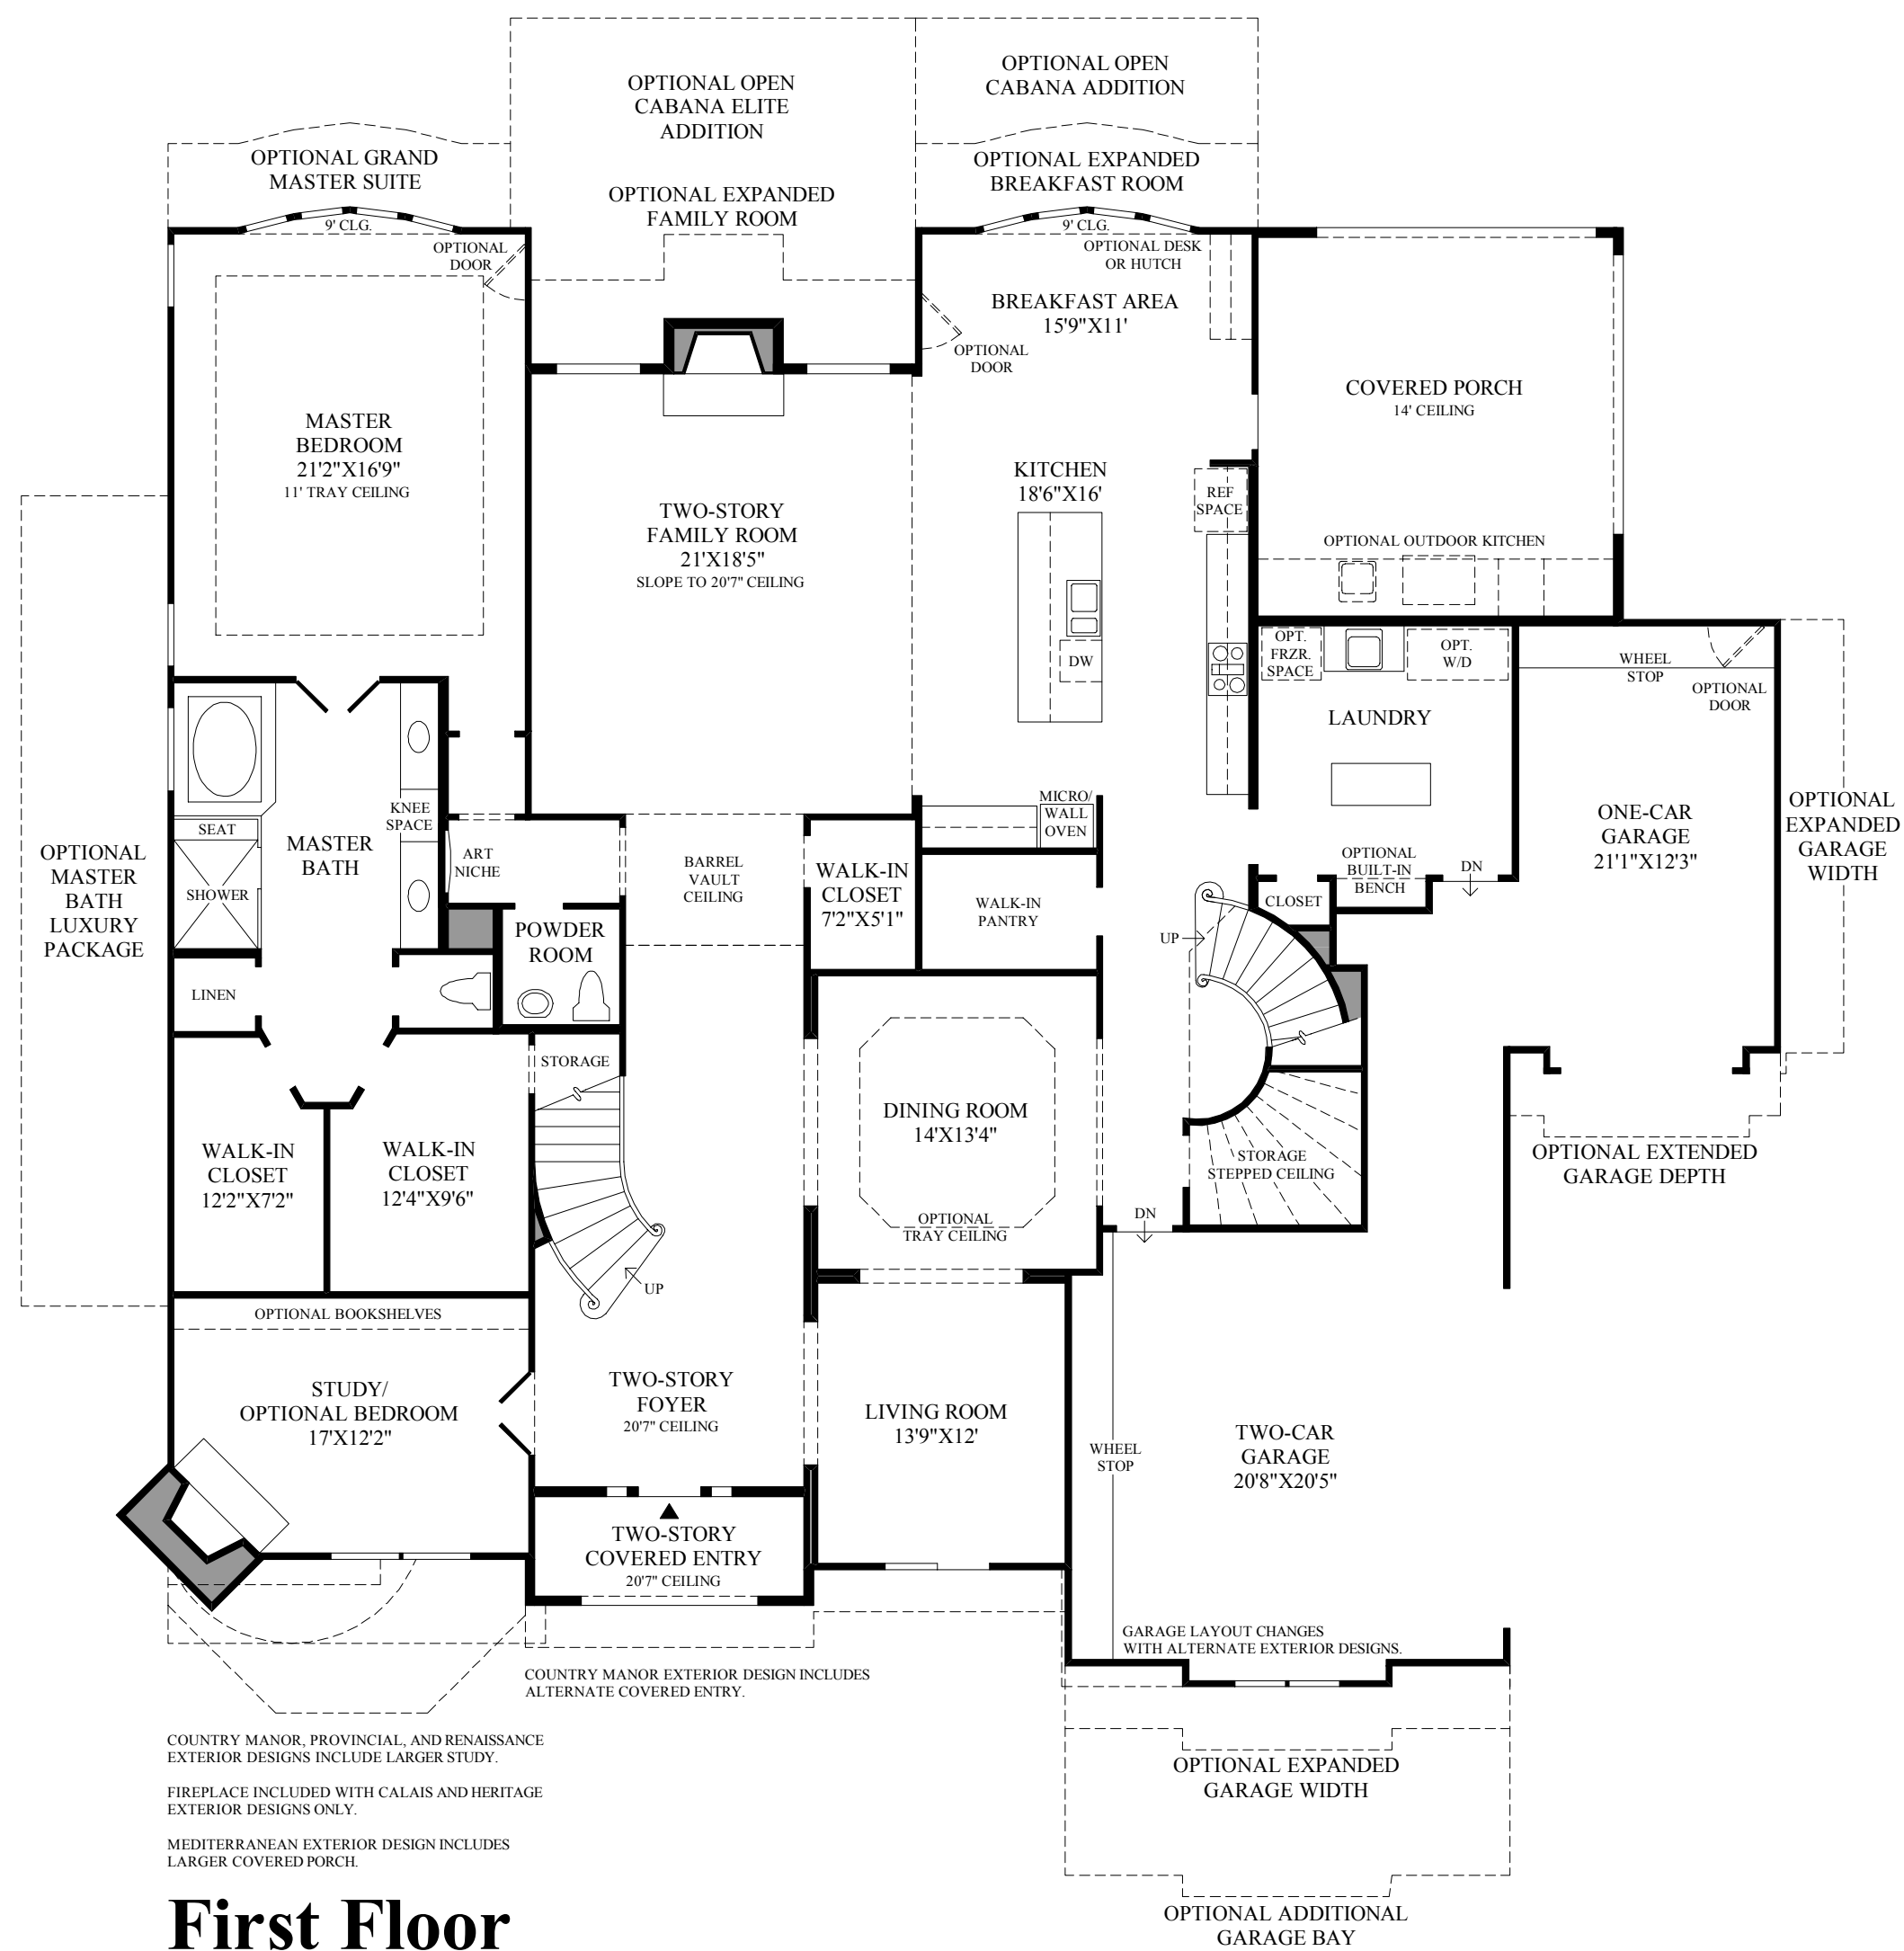 OPTIONAL OPEN
CABANA ELITE
ADDITION
OPTIONAL OPEN
CABANA ADDITION
OPTIONAL GRAND
MASTER SUITE
OPTIONAL EXPANDED
FAMILY ROOM
OPTIONAL EXPANDED
BREAKFAST ROOM
9' CLG.
OPTIONAL
DOOR
9' CLG.
OPTIONAL DESK
OR HUTCH
BREAKFAST AREA
15'9"X11'
OPTIONAL
DOOR
COVERED PORCH
14' CEILING
MASTER
BEDROOM
21'2"X16'9"
11' TRAY CEILING
TWO-STORY
FAMILY ROOM
21'X18'5"
SLOPE TO 20'7" CEILING
KITCHEN
18'6"X16'
REF
SPACE
OPTIONAL OUTDOOR KITCHEN
DW
OPT.
FRZR.
SPACE
OPT.
W/D
LAUNDRY
WHEEL
STOP
OPTIONAL
DOOR
KNEE
SPACE
SEAT
SHOWER
MASTER
BATH
OPTIONAL
MASTER
BATH
LUXURY
PACKAGE
ART
NICHE
BARREL
VAULT
CEILING
WALK-IN
CLOSET
7'2"X5'1"
MICRO/
WALL
OVEN
WALK-IN
PANTRY
OPTIONAL
BUILT-IN
BENCH
DN
CLOSET
ONE-CAR
GARAGE
21'1"X12'3"
OPTIONAL
EXPANDED
GARAGE
WIDTH
POWDER
ROOM
UP
LINEN
STORAGE
DINING ROOM
14'X13'4"
OPTIONAL
TRAY CEILING
STORAGE
STEPPED CEILING
OPTIONAL EXTENDED
GARAGE DEPTH
WALK-IN
CLOSET
12'2"X7'2"
WALK-IN
CLOSET
12'4"X9'6"
DN
UP
OPTIONAL BOOKSHELVES
STUDY/
OPTIONAL BEDROOM
17'X12'2"
TWO-STORY
FOYER
20'7" CEILING
LIVING ROOM
13'9"X12'
WHEEL
STOP
TWO-CAR
GARAGE
20'8"X20'5"
TWO-STORY
COVERED ENTRY
20'7" CEILING
GARAGE LAYOUT CHANGES
WITH ALTERNATE EXTERIOR DESIGNS.
COUNTRY MANOR EXTERIOR DESIGN INCLUDES
ALTERNATE COVERED ENTRY.
COUNTRY MANOR, PROVINCIAL, AND RENAISSANCE
EXTERIOR DESIGNS INCLUDE LARGER STUDY.
FIREPLACE INCLUDED WITH CALAIS AND HERITAGE
EXTERIOR DESIGNS ONLY.
MEDITERRANEAN EXTERIOR DESIGN INCLUDES
LARGER COVERED PORCH.
OPTIONAL EXPANDED
GARAGE WIDTH
OPTIONAL ADDITIONAL
GARAGE BAY
First Floor